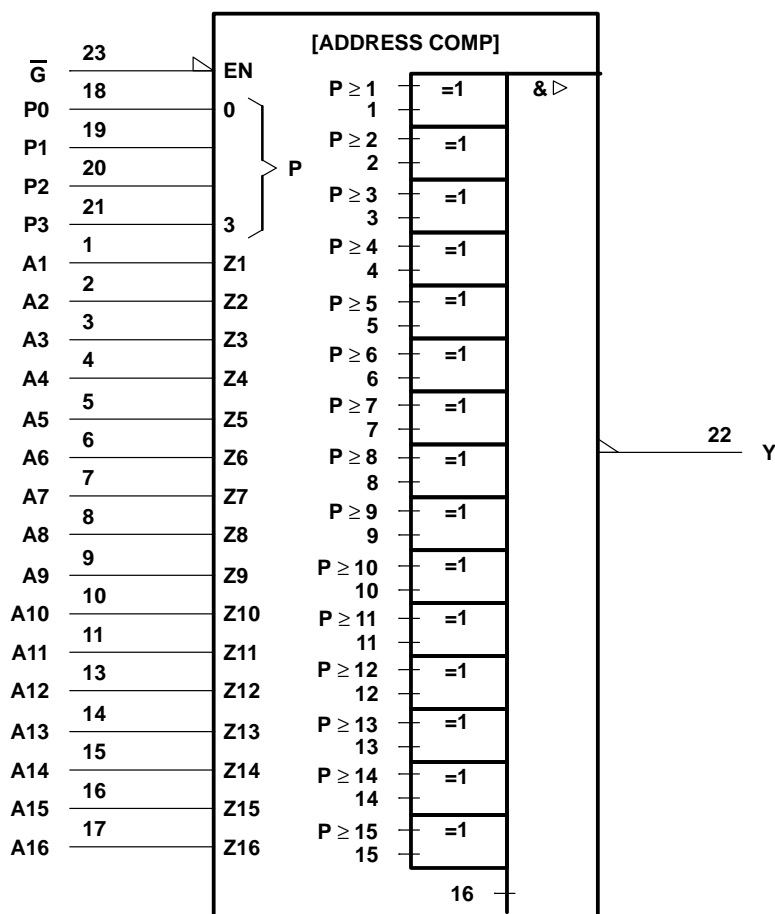 [ADDRESS COMP]
G̅ 23 EN
P0 18 0
P1 19
P2 20
P3 21 3
P
A1 1 Z1
A2 2 Z2
A3 3 Z3
A4 4 Z4
A5 5 Z5
A6 6 Z6
A7 7 Z7
A8 8 Z8
A9 9 Z9
A10 10 Z10
A11 11 Z11
A12 13 Z12
A13 14 Z13
A14 15 Z14
A15 16 Z15
A16 17 Z16
P ≥ 1 =1
1
P ≥ 2 =1
2
P ≥ 3 =1
3
P ≥ 4 =1
4
P ≥ 5 =1
5
P ≥ 6 =1
6
P ≥ 7 =1
7
P ≥ 8 =1
8
P ≥ 9 =1
9
P ≥ 10 =1
10
P ≥ 11 =1
11
P ≥ 12 =1
12
P ≥ 13 =1
13
P ≥ 14 =1
14
P ≥ 15 =1
15
16
& ▷
22 Y